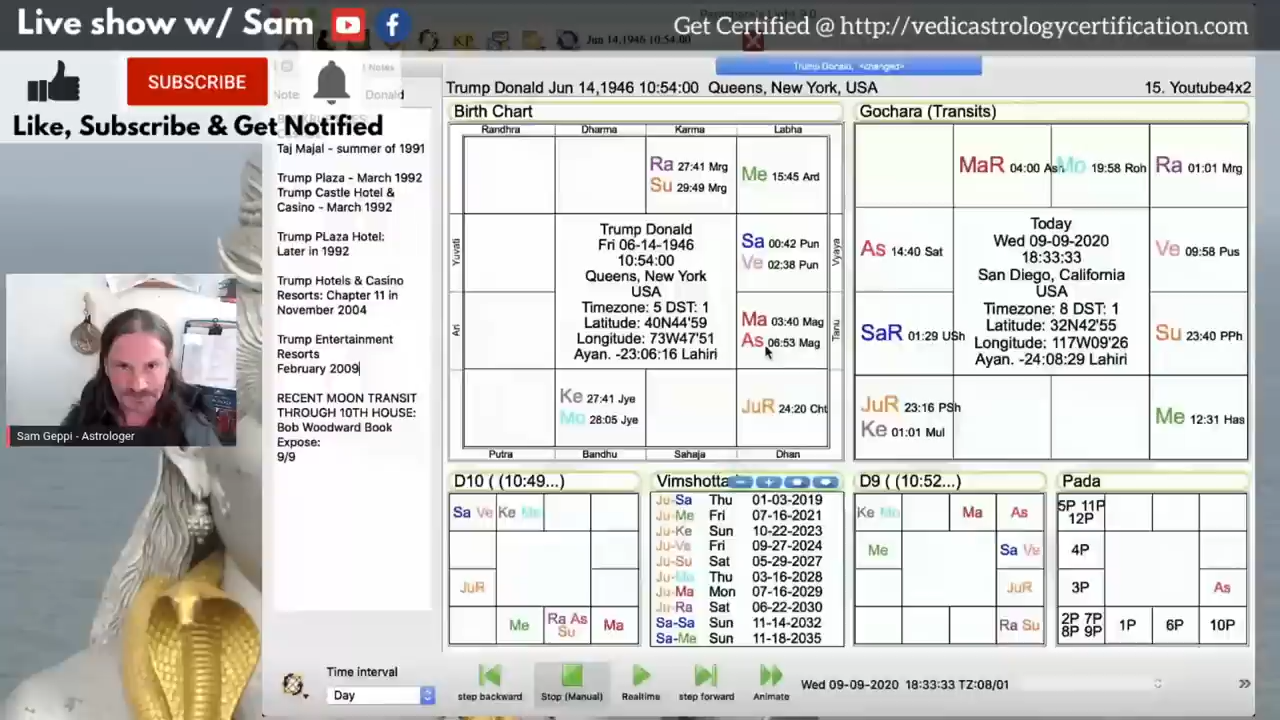 Live show w/ Sam
Get Certified @ http://vedicastrologycertification.com
KP
Jun 14,1946 10:54:00
Trump Donald, <changed>
SUBSCRIBE
Notes
Note
Donald
Like, Subscribe & Get Notified
Taj Majal - summer of 1991
Trump Plaza - March 1992
Trump Castle Hotel &
Casino - March 1992
Trump PLaza Hotel:
Later in 1992
Trump Hotels & Casino
Resorts: Chapter 11 in
November 2004
Trump Entertainment
Resorts
February 2009
RECENT MOON TRANSIT
THROUGH 10TH HOUSE:
Bob Woodward Book
Expose:
9/9
Sam Geppi - Astrologer
Trump Donald Jun 14,1946 10:54:00 Queens, New York, USA
15. Youtube4x2
Birth Chart
Randhra Dharma Karma Labha
Ra 27:41 Mrg
Su 29:49 Mrg
Me 15:45 Ard
Yuvati
Trump Donald
Fri 06-14-1946
10:54:00
Queens, New York
USA
Timezone: 5 DST: 1
Latitude: 40N44'59
Longitude: 73W47'51
Ayan. -23:06:16 Lahiri
Sa 00:42 Pun
Ve 02:38 Pun
Vyaya
Ari
Ma 03:40 Mag
As 06:53 Mag
Tanu
Ke 27:41 Jye
Mo 28:05 Jye
JuR 24:20 Cht
Putra Bandhu Sahaja Dhan
Gochara (Transits)
MaR 04:00 Ash
Mo 19:58 Roh
Ra 01:01 Mrg
As 14:40 Sat
Today
Wed 09-09-2020
18:33:33
San Diego, California
USA
Timezone: 8 DST: 1
Latitude: 32N42'55
Longitude: 117W09'26
Ayan. -24:08:29 Lahiri
Ve 09:58 Pus
SaR 01:29 USh
Su 23:40 PPh
JuR 23:16 PSh
Ke 01:01 Mul
Me 12:31 Has
D10 ( (10:49...)
Sa Ve Ke Mo
JuR
Me
Ra As
Su
Ma
Vimshotta
Ju-Sa Thu 01-03-2019
Ju-Me Fri 07-16-2021
Ju-Ke Sun 10-22-2023
Ju-Ve Fri 09-27-2024
Ju-Su Sat 05-29-2027
Ju-Mo Thu 03-16-2028
Ju-Ma Mon 07-16-2029
Ju-Ra Sat 06-22-2030
Sa-Sa Sun 11-14-2032
Sa-Me Sun 11-18-2035
D9 ( (10:52...)
Ke Mo Ma As
Me Sa Ve
JuR
Ra Su
Pada
5P 11P
12P
4P
3P As
2P 7P
8P 9P
1P 6P 10P
Time interval
Day
step backward Stop (Manual) Realtime step forward Animate
Wed 09-09-2020 18:33:33 TZ:08/01